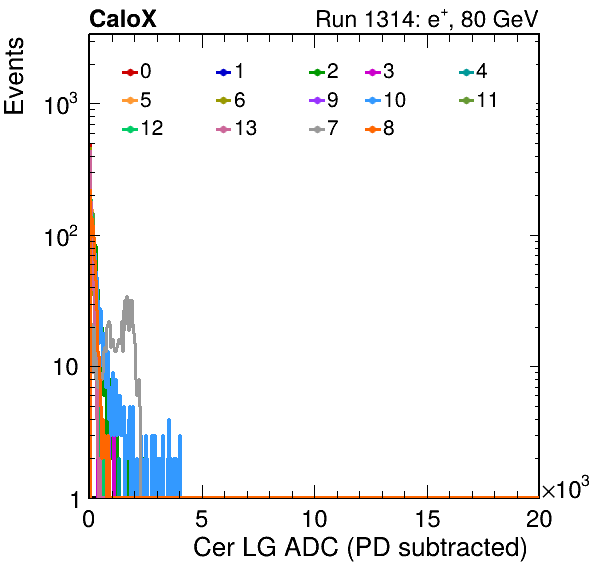 CaloX Run 1314: e⁺, 80 GeV
Events
0 1 2 3 4
5 6 9 10 11
12 13 7 8
10³
10²
10
1
0 5 10 15 20
×10³
Cer LG ADC (PD subtracted)